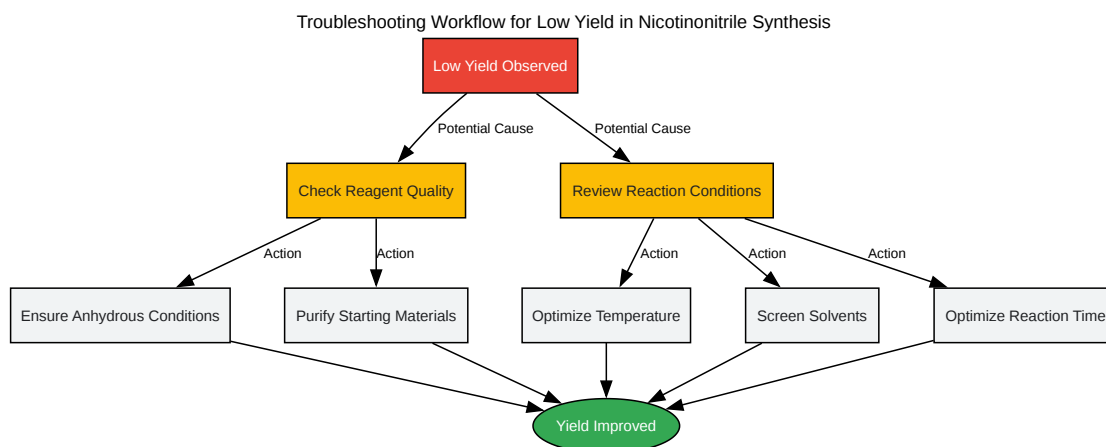 Troubleshooting Workflow for Low Yield in Nicotinonitrile Synthesis
Low Yield Observed
Potential Cause
Potential Cause
Check Reagent Quality
Review Reaction Conditions
Action
Action
Action
Action
Action
Ensure Anhydrous Conditions
Purify Starting Materials
Optimize Temperature
Screen Solvents
Optimize Reaction Time
Yield Improved